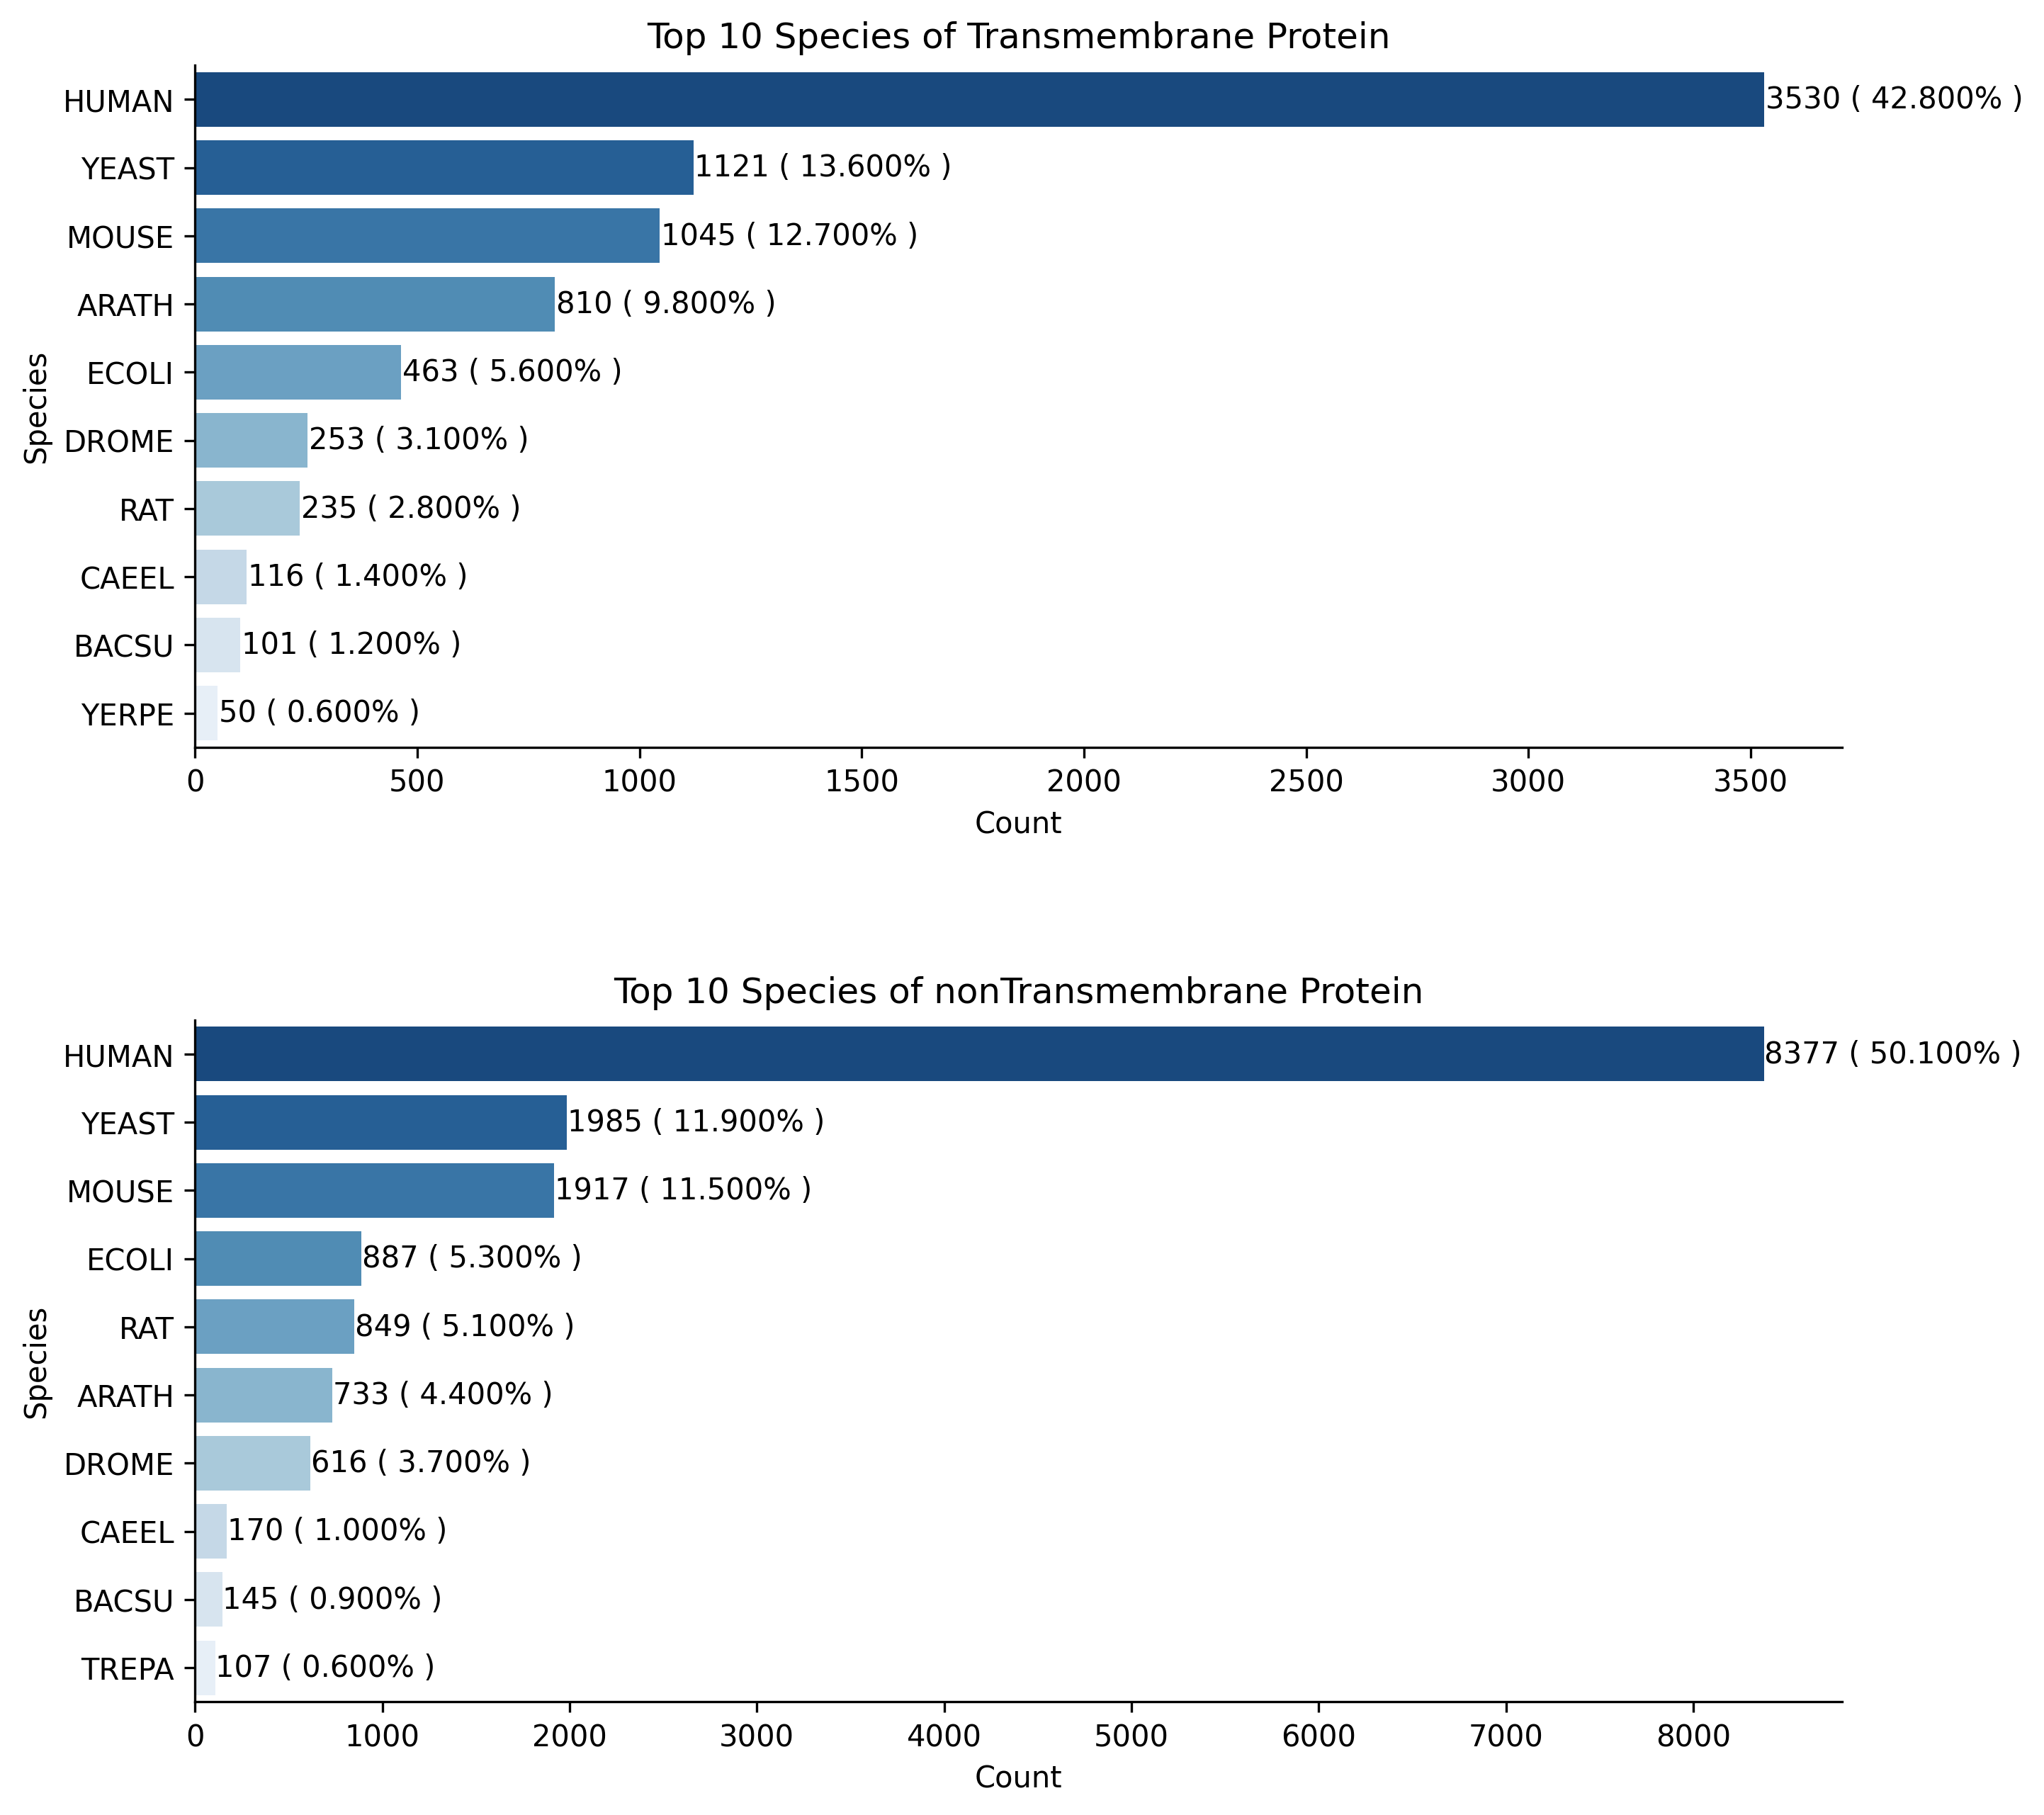 Top 10 Species of Transmembrane Protein
HUMAN 3530 ( 42.800% )
YEAST 1121 ( 13.600% )
MOUSE 1045 ( 12.700% )
ARATH 810 ( 9.800% )
ECOLI 463 ( 5.600% )
DROME 253 ( 3.100% )
RAT 235 ( 2.800% )
CAEEL 116 ( 1.400% )
BACSU 101 ( 1.200% )
YERPE 50 ( 0.600% )
Species
0 500 1000 1500 2000 2500 3000 3500
Count
Top 10 Species of nonTransmembrane Protein
HUMAN 8377 ( 50.100% )
YEAST 1985 ( 11.900% )
MOUSE 1917 ( 11.500% )
ECOLI 887 ( 5.300% )
RAT 849 ( 5.100% )
ARATH 733 ( 4.400% )
DROME 616 ( 3.700% )
CAEEL 170 ( 1.000% )
BACSU 145 ( 0.900% )
TREPA 107 ( 0.600% )
Species
0 1000 2000 3000 4000 5000 6000 7000 8000
Count